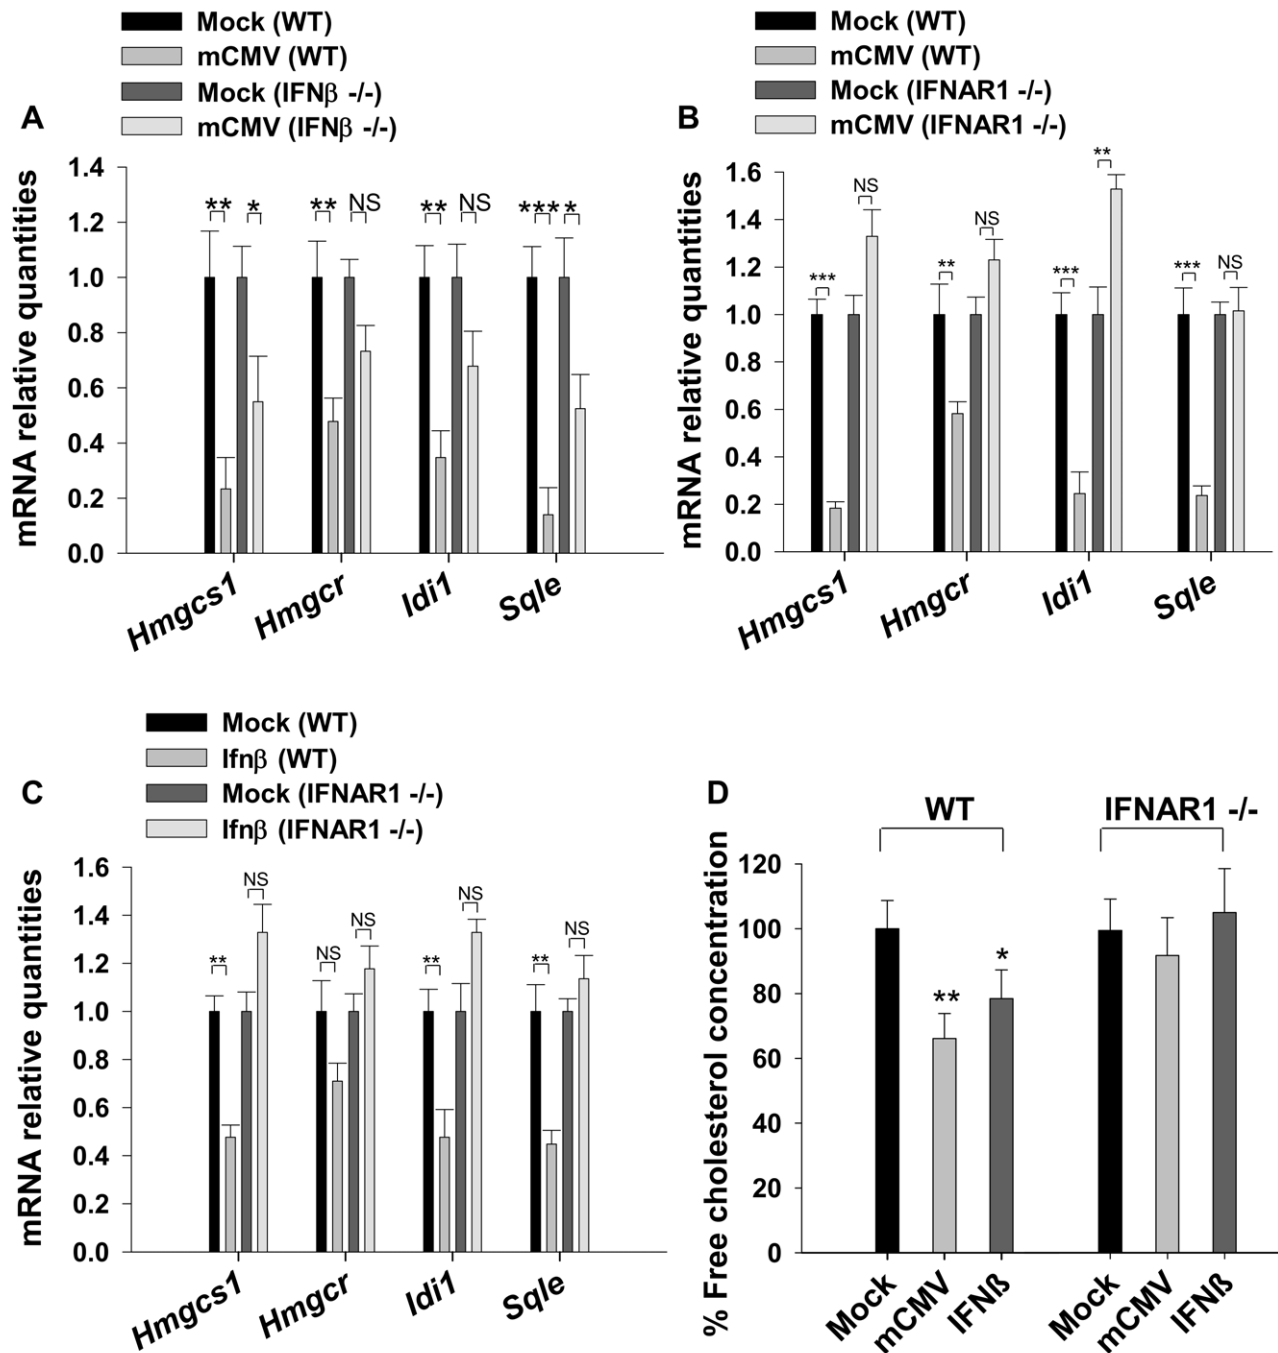 A
Mock (WT)
mCMV (WT)
Mock (IFNβ -/-)
mCMV (IFNβ -/-)
mRNA relative quantities
1.4
1.2
1.0
0.8
0.6
0.4
0.2
0.0
** * ** NS ** NS *** *
Hmgcs1 Hmgcr Idi1 Sqle
B
Mock (WT)
mCMV (WT)
Mock (IFNAR1 -/-)
mCMV (IFNAR1 -/-)
mRNA relative quantities
1.6
1.4
1.2
1.0
0.8
0.6
0.4
0.2
0.0
*** NS ** NS *** ** *** NS
Hmgcs1 Hmgcr Idi1 Sqle
C
Mock (WT)
Ifnβ (WT)
Mock (IFNAR1 -/-)
Ifnβ (IFNAR1 -/-)
mRNA relative quantities
1.6
1.4
1.2
1.0
0.8
0.6
0.4
0.2
0.0
** NS NS NS ** NS ** NS
Hmgcs1 Hmgcr Idi1 Sqle
D
WT IFNAR1 -/-
% Free cholesterol concentration
120
100
80
60
40
20
0
** *
Mock mCMV IFNß Mock mCMV IFNß